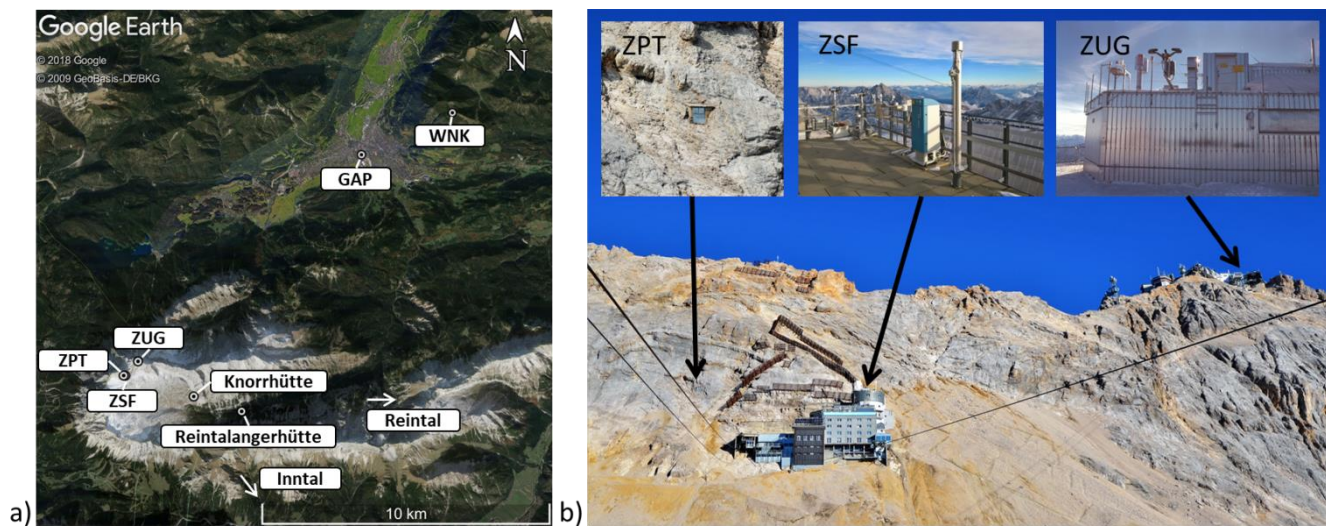 Google Earth
© 2018 Google
© 2009 GeoBasis-DE/BKG
N
WNK
GAP
ZUG
ZPT
Knorrhütte
ZSF
Reintal
Reintalangerhütte
Inntal
10 km
a)
ZPT
ZSF
ZUG
b)